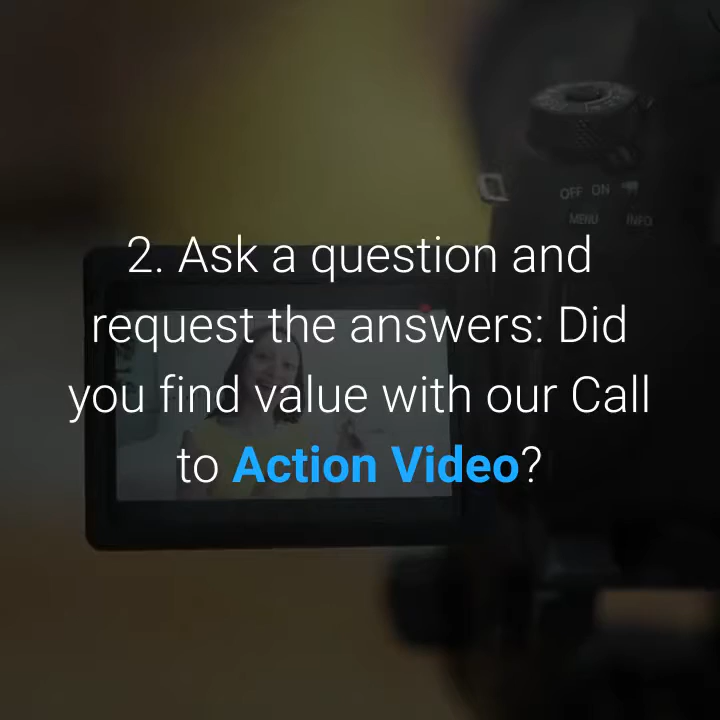 OFF ON
MENU INFO
2. Ask a question and
request the answers: Did
you find value with our Call
to Action Video?